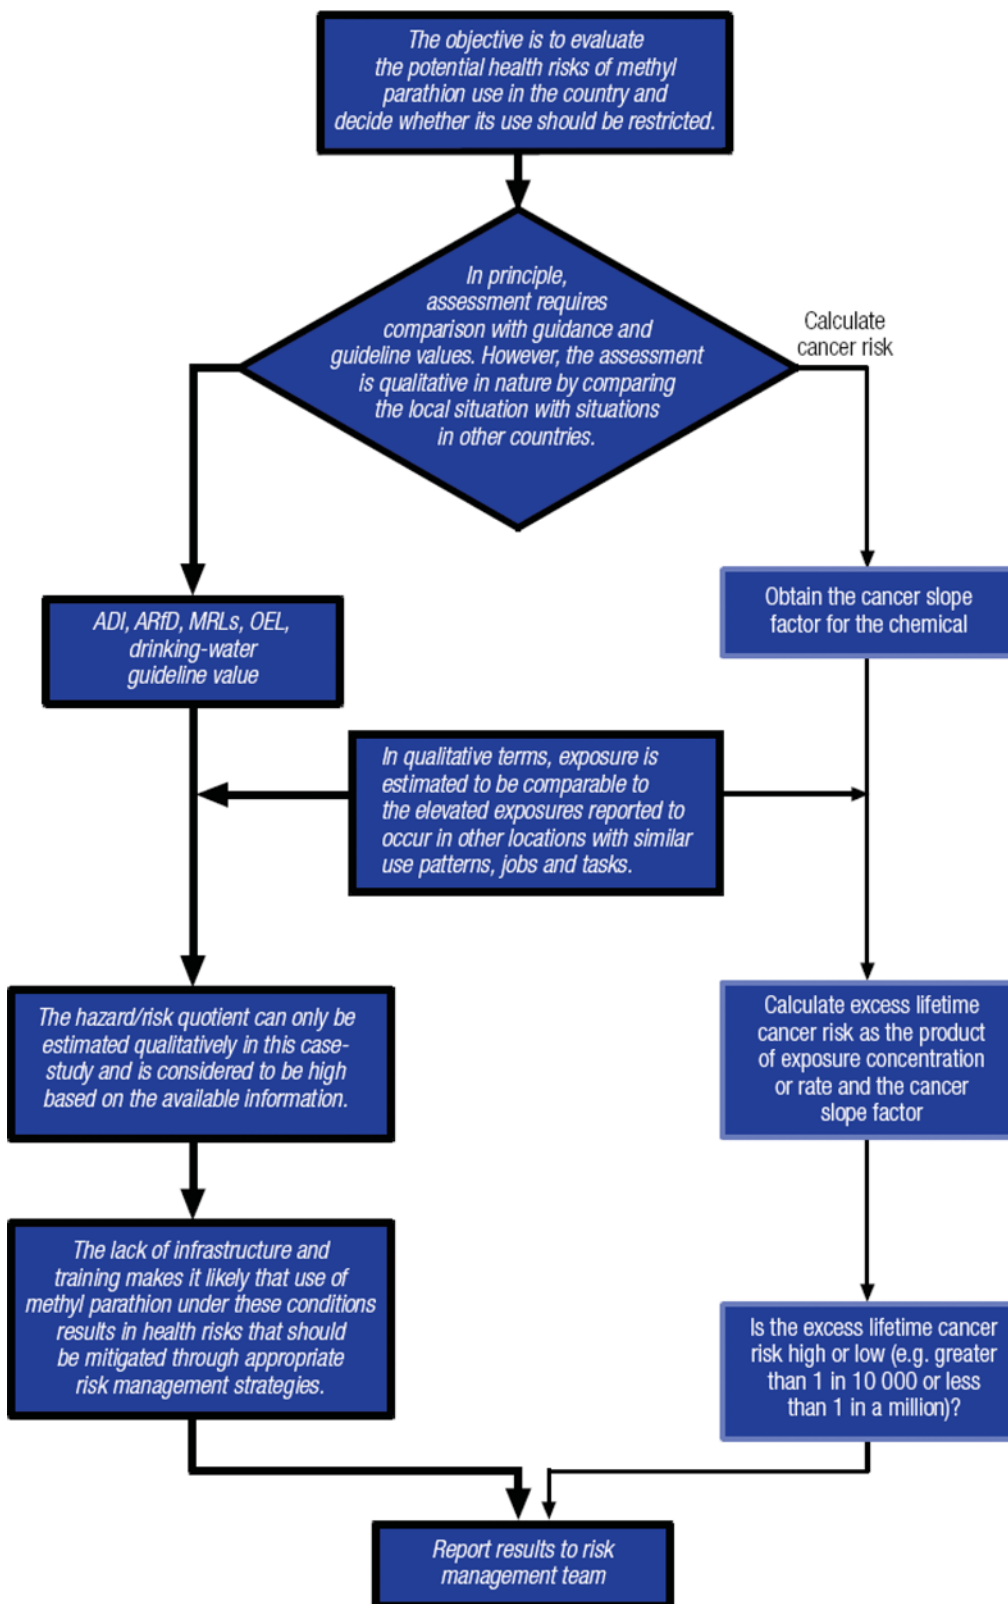 The objective is to evaluate
the potential health risks of methyl
parathion use in the country and
decide whether its use should be restricted.
In principle,
assessment requires
comparison with guidance and
guideline values. However, the assessment
is qualitative in nature by comparing
the local situation with situations
in other countries.
Calculate
cancer risk
ADI, ARfD, MRLs, OEL,
drinking-water
guideline value
Obtain the cancer slope
factor for the chemical
In qualitative terms, exposure is
estimated to be comparable to
the elevated exposures reported to
occur in other locations with similar
use patterns, jobs and tasks.
The hazard/risk quotient can only be
estimated qualitatively in this case-
study and is considered to be high
based on the available information.
Calculate excess lifetime
cancer risk as the product
of exposure concentration
or rate and the cancer
slope factor
The lack of infrastructure and
training makes it likely that use of
methyl parathion under these conditions
results in health risks that should
be mitigated through appropriate
risk management strategies.
Is the excess lifetime cancer
risk high or low (e.g. greater
than 1 in 10 000 or less
than 1 in a million)?
Report results to risk
management team